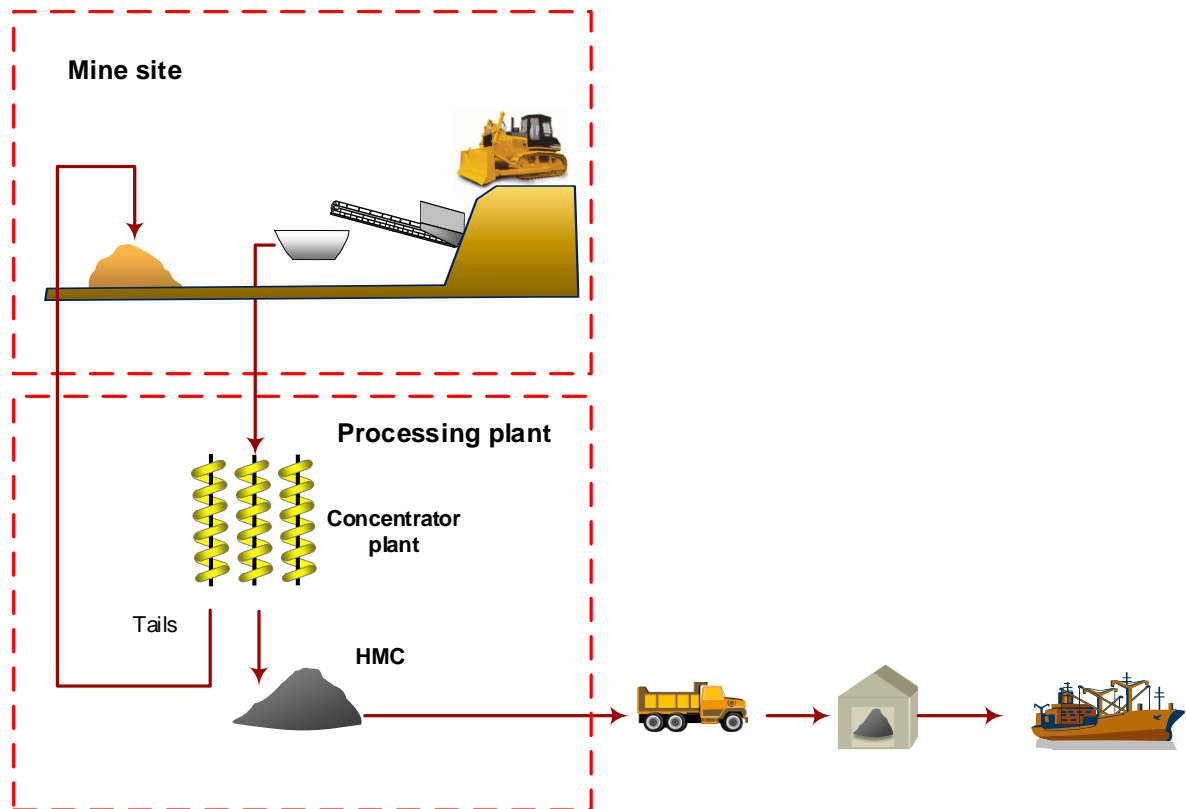 Mine site
Processing plant
Concentrator
plant
Tails
HMC